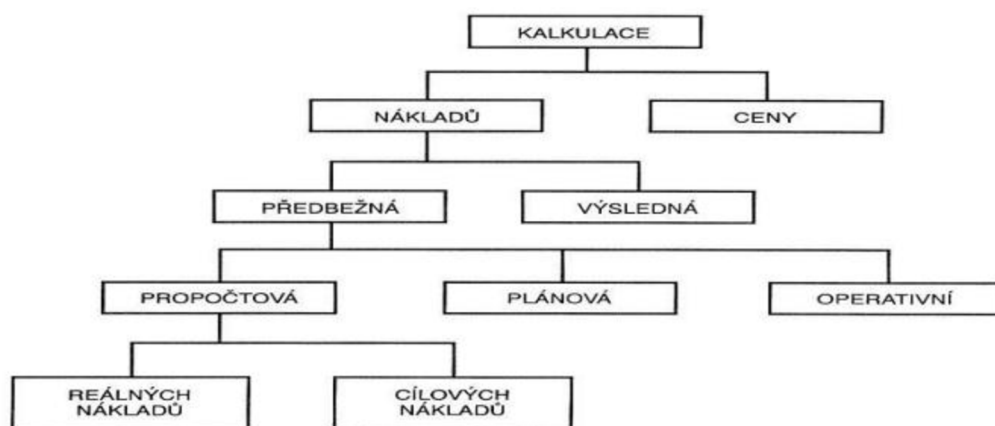 KALKULACE
NÁKLADŮ
CENY
PŘEDBEŽNÁ
VÝSLEDNÁ
PROPOČTOVÁ
PLÁNOVÁ
OPERATIVNÍ
REÁLNÝCH
NÁKLADŮ
CÍLOVÝCH
NÁKLADŮ